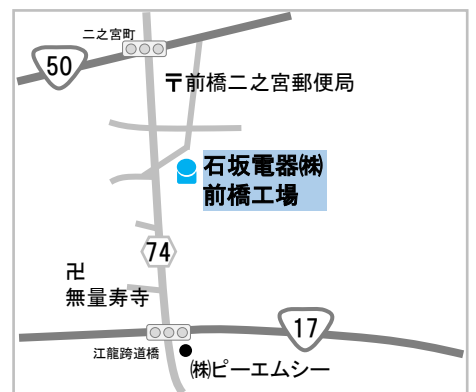 二之宮町
50
〒前橋二之宮郵便局
石坂電器㈱
前橋工場
74
卍
無量寿寺
17
江龍跨道橋
㈱ピーエムシー